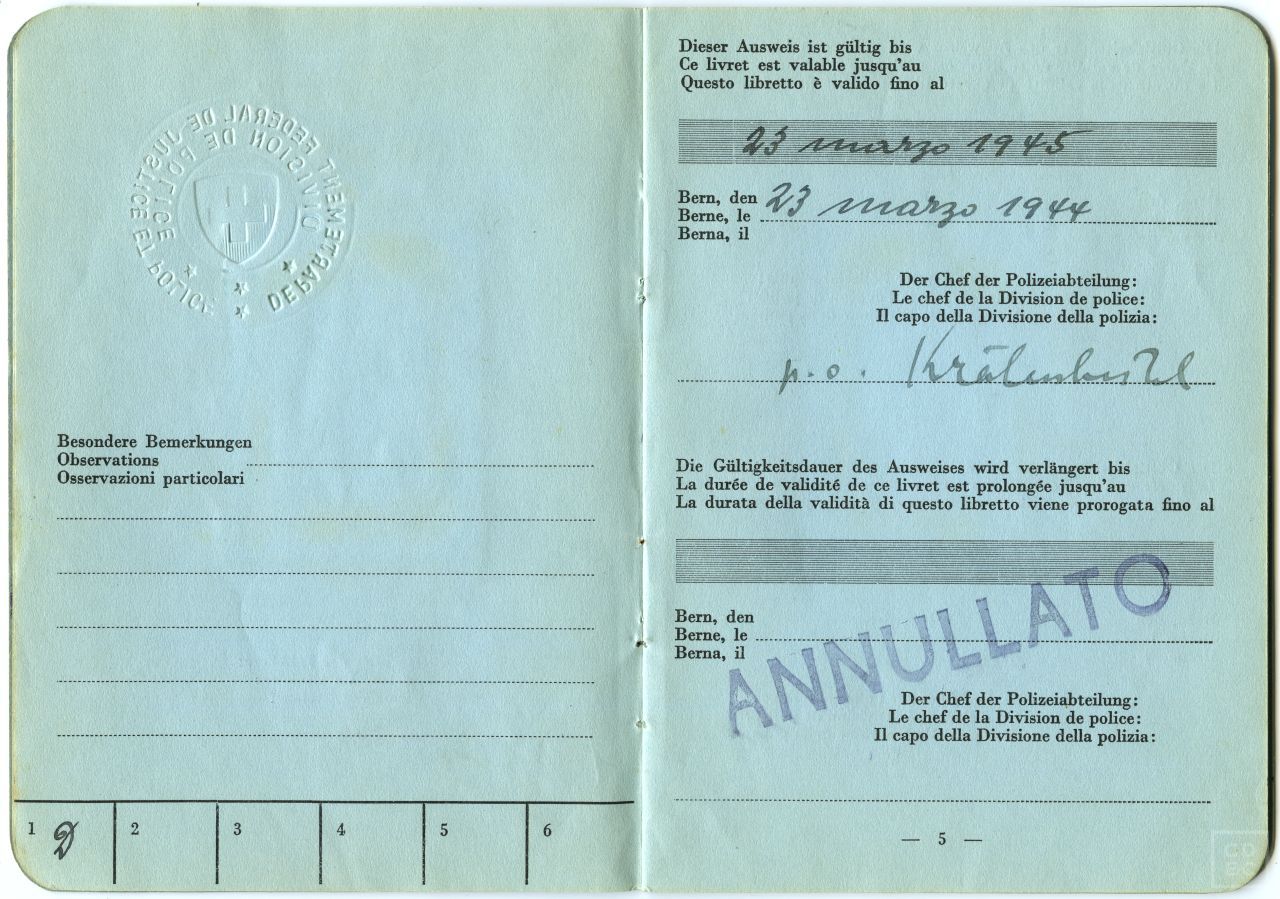 DEPARTEMENT FEDERAL DE JUSTICE ET POLICE
DIVISION DE POLICE
Besondere Bemerkungen
Observations
Osservazioni particolari
1 D 2 3 4 5 6
Dieser Ausweis ist gültig bis
Ce livret est valable jusqu'au
Questo libretto è valido fino al
23 marzo 1945
Bern, den
Berne, le 23 marzo 1944
Berna, il
Der Chef der Polizeiabteilung:
Le chef de la Division de police:
Il capo della Divisione della polizia:
p. o.
Die Gültigkeitsdauer des Ausweises wird verlängert bis
La durée de validité de ce livret est prolongée jusqu'au
La durata della validità di questo libretto viene prorogata fino al
Bern, den
Berne, le
Berna, il
ANNULLATO
Der Chef der Polizeiabteilung:
Le chef de la Division de police:
Il capo della Divisione della polizia:
— 5 —
CDEC